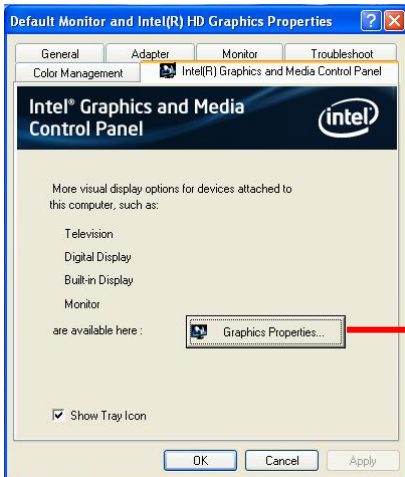 Default Monitor and Intel(R) HD Graphics Properties
General Adapter Monitor Troubleshoot
Color Management Intel(R) Graphics and Media Control Panel
Intel® Graphics and Media
Control Panel
intel
More visual display options for devices attached to
this computer, such as:
Television
Digital Display
Built-in Display
Monitor
are available here : Graphics Properties...
Show Tray Icon
OK Cancel Apply